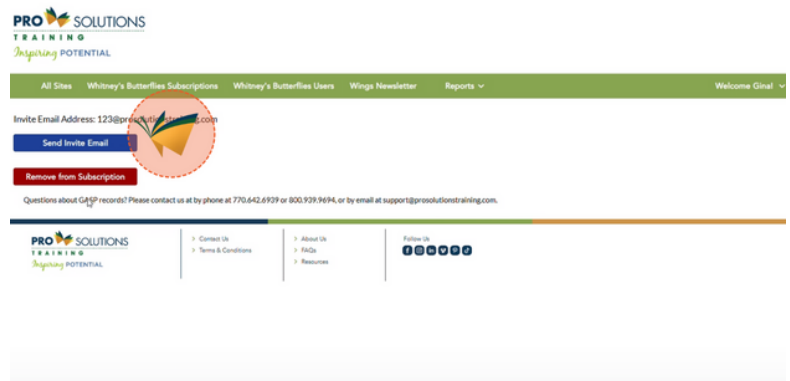 PRO SOLUTIONS
TRAINING
Inspiring POTENTIAL
All Sites Whitney's Butterflies Subscriptions Whitney's Butterflies Users Wings Newsletter Reports Welcome Gina!
Invite Email Address: 123@prosolutionstraining.com
Send Invite Email
Remove from Subscription
Questions about GASP records? Please contact us at by phone at 770.642.6939 or 800.939.9694, or by email at support@prosolutionstraining.com.
PRO SOLUTIONS
TRAINING
Inspiring POTENTIAL
> Contact Us
> Terms & Conditions
> About Us
> FAQs
> Resources
Follow Us